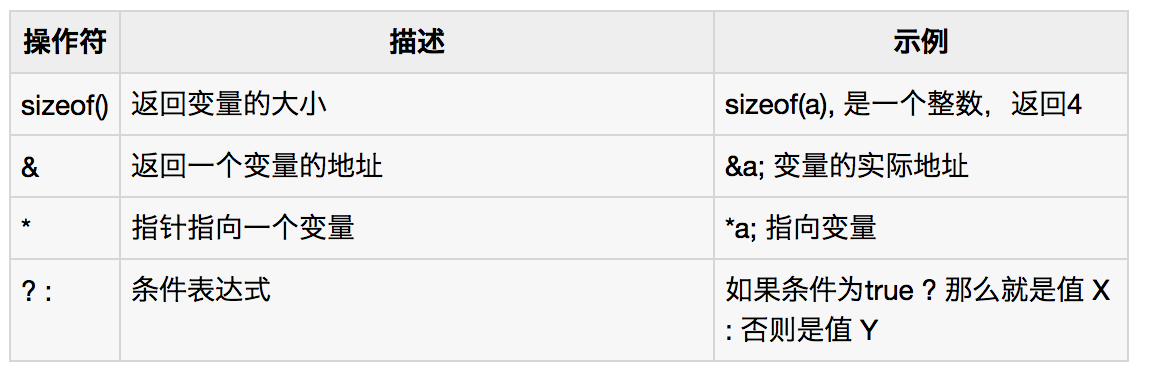 操作符 描述 示例
sizeof() 返回变量的大小 sizeof(a), 是一个整数，返回4
& 返回一个变量的地址 &a; 变量的实际地址
* 指针指向一个变量 *a; 指向变量
? : 条件表达式 如果条件为true ? 那么就是值 X
: 否则是值 Y